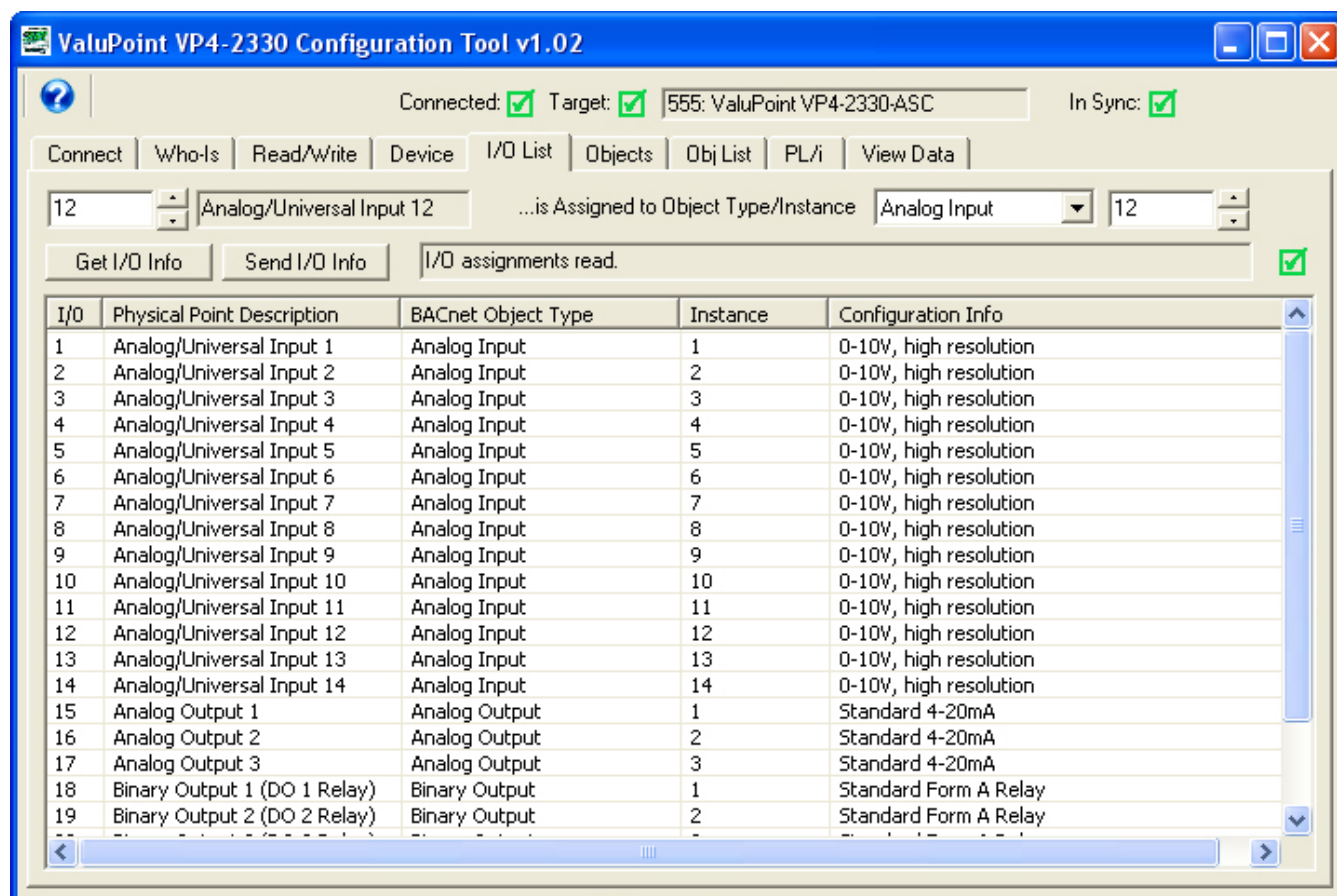 ValuPoint VP4-2330 Configuration Tool v1.02
Connected: Target: 555: ValuPoint VP4-2330-ASC In Sync:
Connect Who-Is Read/Write Device I/O List Objects Obj List PL/i View Data
12 Analog/Universal Input 12 ...is Assigned to Object Type/Instance Analog Input 12
Get I/O Info Send I/O Info I/O assignments read.
I/O Physical Point Description BACnet Object Type Instance Configuration Info
1 Analog/Universal Input 1 Analog Input 1 0-10V, high resolution
2 Analog/Universal Input 2 Analog Input 2 0-10V, high resolution
3 Analog/Universal Input 3 Analog Input 3 0-10V, high resolution
4 Analog/Universal Input 4 Analog Input 4 0-10V, high resolution
5 Analog/Universal Input 5 Analog Input 5 0-10V, high resolution
6 Analog/Universal Input 6 Analog Input 6 0-10V, high resolution
7 Analog/Universal Input 7 Analog Input 7 0-10V, high resolution
8 Analog/Universal Input 8 Analog Input 8 0-10V, high resolution
9 Analog/Universal Input 9 Analog Input 9 0-10V, high resolution
10 Analog/Universal Input 10 Analog Input 10 0-10V, high resolution
11 Analog/Universal Input 11 Analog Input 11 0-10V, high resolution
12 Analog/Universal Input 12 Analog Input 12 0-10V, high resolution
13 Analog/Universal Input 13 Analog Input 13 0-10V, high resolution
14 Analog/Universal Input 14 Analog Input 14 0-10V, high resolution
15 Analog Output 1 Analog Output 1 Standard 4-20mA
16 Analog Output 2 Analog Output 2 Standard 4-20mA
17 Analog Output 3 Analog Output 3 Standard 4-20mA
18 Binary Output 1 (DO 1 Relay) Binary Output 1 Standard Form A Relay
19 Binary Output 2 (DO 2 Relay) Binary Output 2 Standard Form A Relay